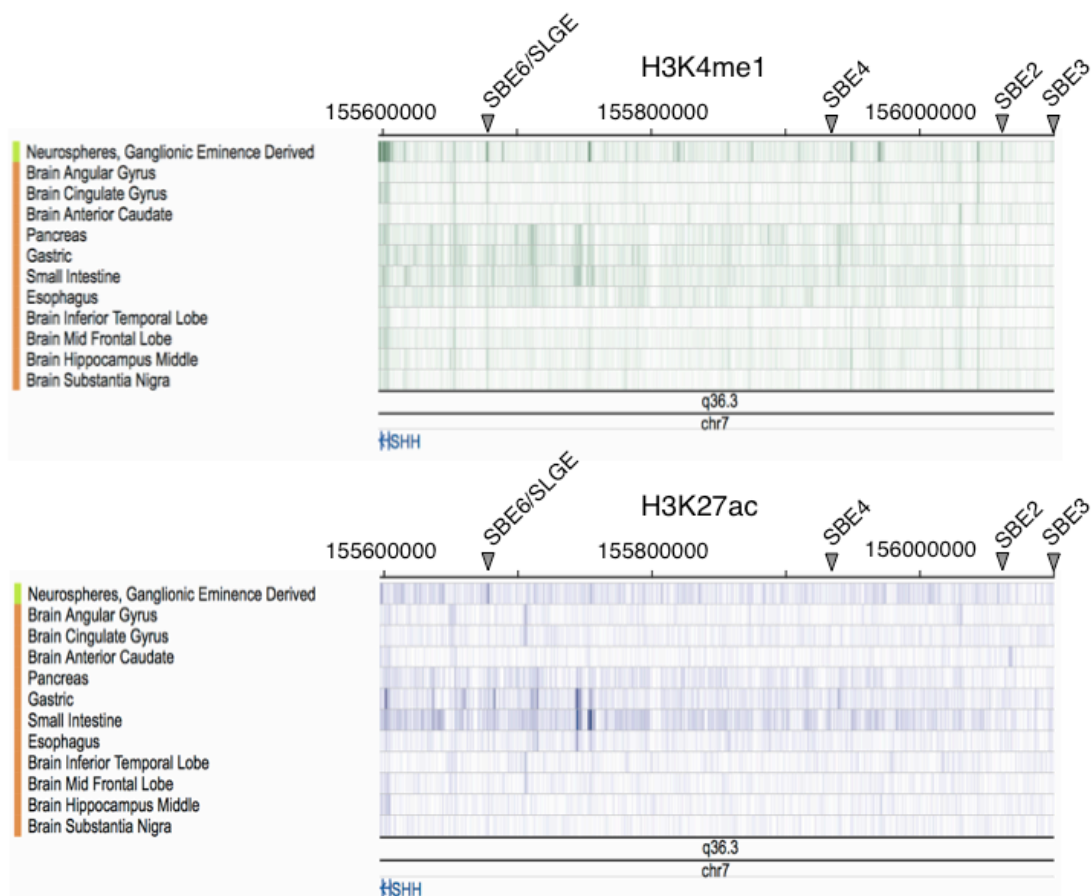 H3K4me1
SBE6/SLGE
SBE4
SBE2
SBE3
155600000 155800000 156000000
Neurospheres, Ganglionic Eminence Derived
Brain Angular Gyrus
Brain Cingulate Gyrus
Brain Anterior Caudate
Pancreas
Gastric
Small Intestine
Esophagus
Brain Inferior Temporal Lobe
Brain Mid Frontal Lobe
Brain Hippocampus Middle
Brain Substantia Nigra
q36.3
chr7
SHH
H3K27ac
SBE6/SLGE
SBE4
SBE2
SBE3
155600000 155800000 156000000
Neurospheres, Ganglionic Eminence Derived
Brain Angular Gyrus
Brain Cingulate Gyrus
Brain Anterior Caudate
Pancreas
Gastric
Small Intestine
Esophagus
Brain Inferior Temporal Lobe
Brain Mid Frontal Lobe
Brain Hippocampus Middle
Brain Substantia Nigra
q36.3
chr7
SHH